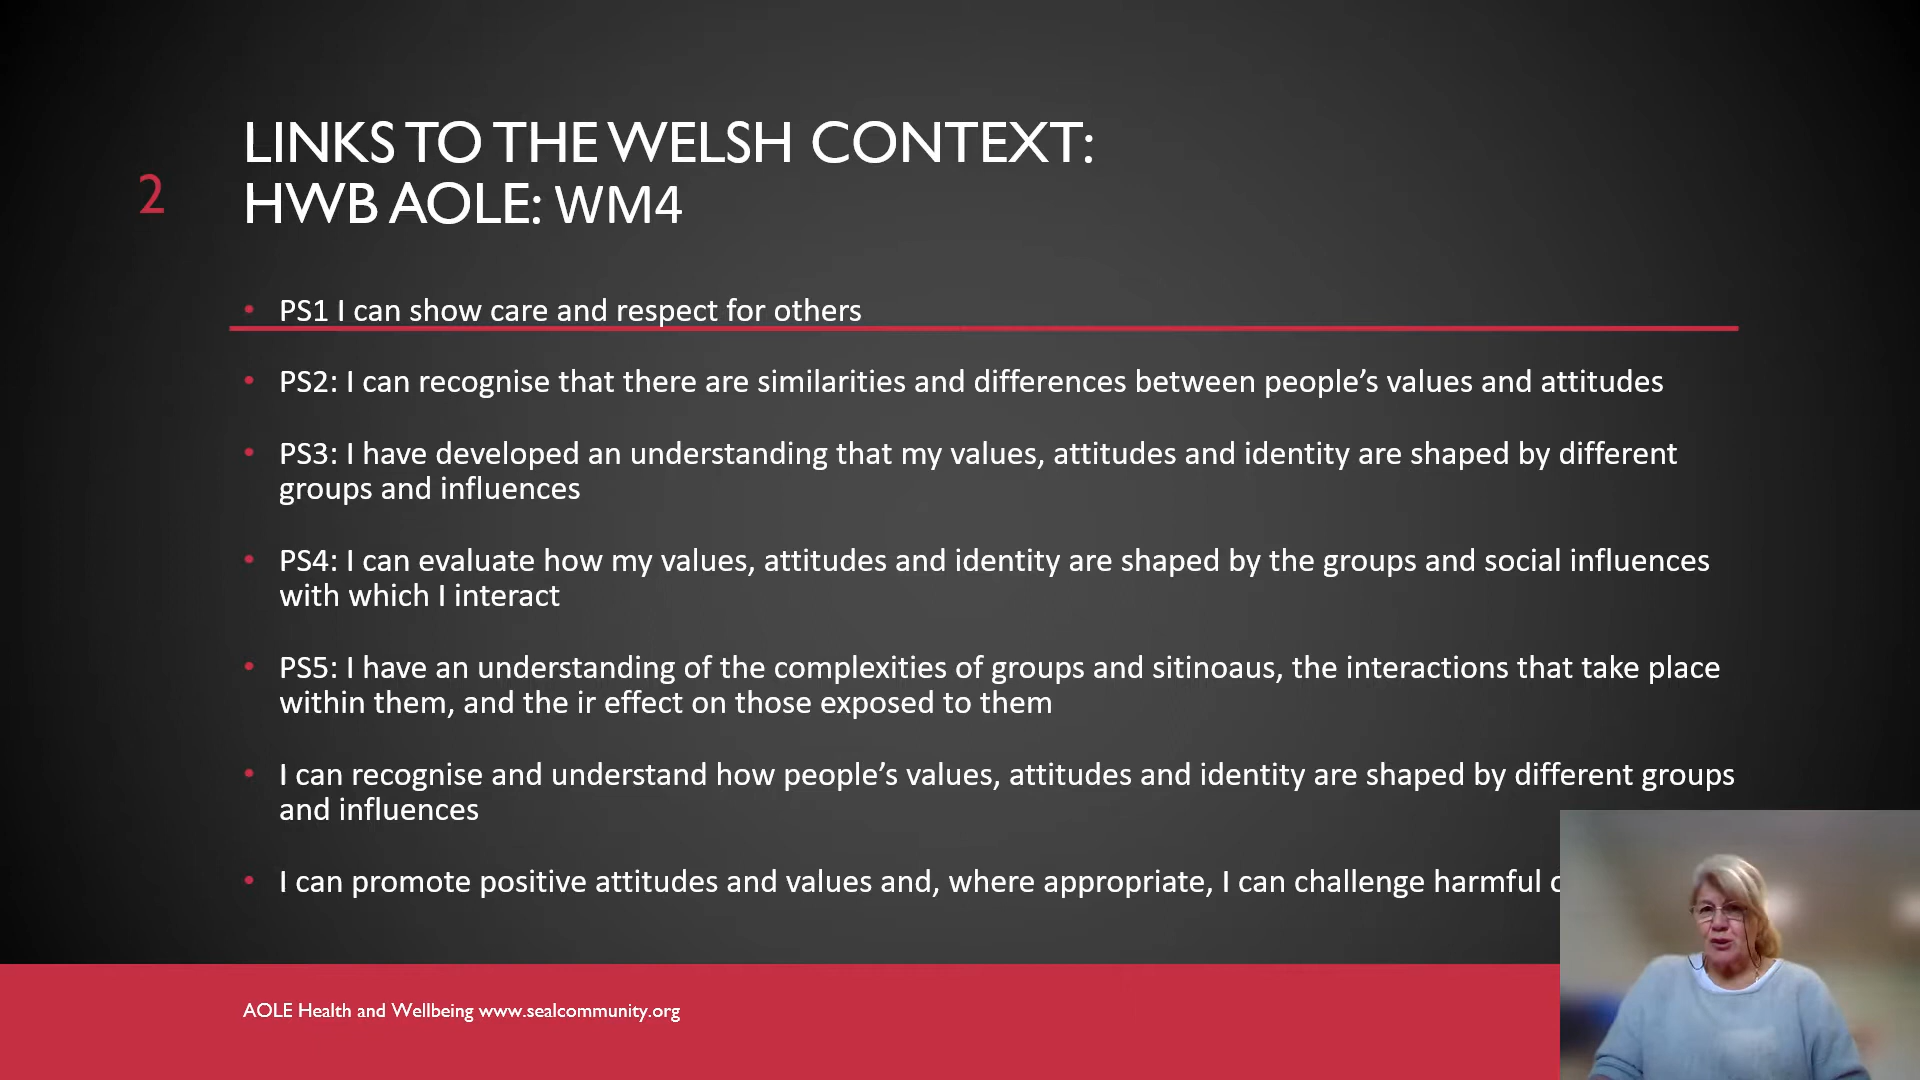 LINKS TO THE WELSH CONTEXT:
HWB AOLE: WM4
2
• PS1 I can show care and respect for others
• PS2: I can recognise that there are similarities and differences between people’s values and attitudes
• PS3: I have developed an understanding that my values, attitudes and identity are shaped by different
groups and influences
• PS4: I can evaluate how my values, attitudes and identity are shaped by the groups and social influences
with which I interact
• PS5: I have an understanding of the complexities of groups and sitinoaus, the interactions that take place
within them, and the ir effect on those exposed to them
• I can recognise and understand how people’s values, attitudes and identity are shaped by different groups
and influences
• I can promote positive attitudes and values and, where appropriate, I can challenge harmful
AOLE Health and Wellbeing www.sealcommunity.org